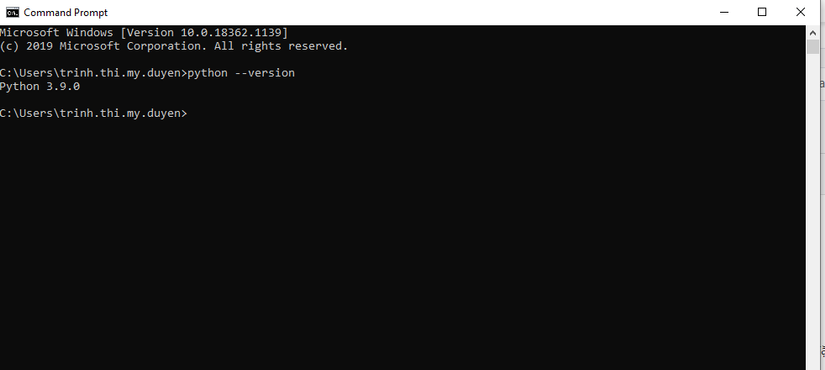 Command Prompt
Microsoft Windows [Version 10.0.18362.1139]
(c) 2019 Microsoft Corporation. All rights reserved.
C:\Users\trinh.thi.my.duyen>python --version
Python 3.9.0
C:\Users\trinh.thi.my.duyen>